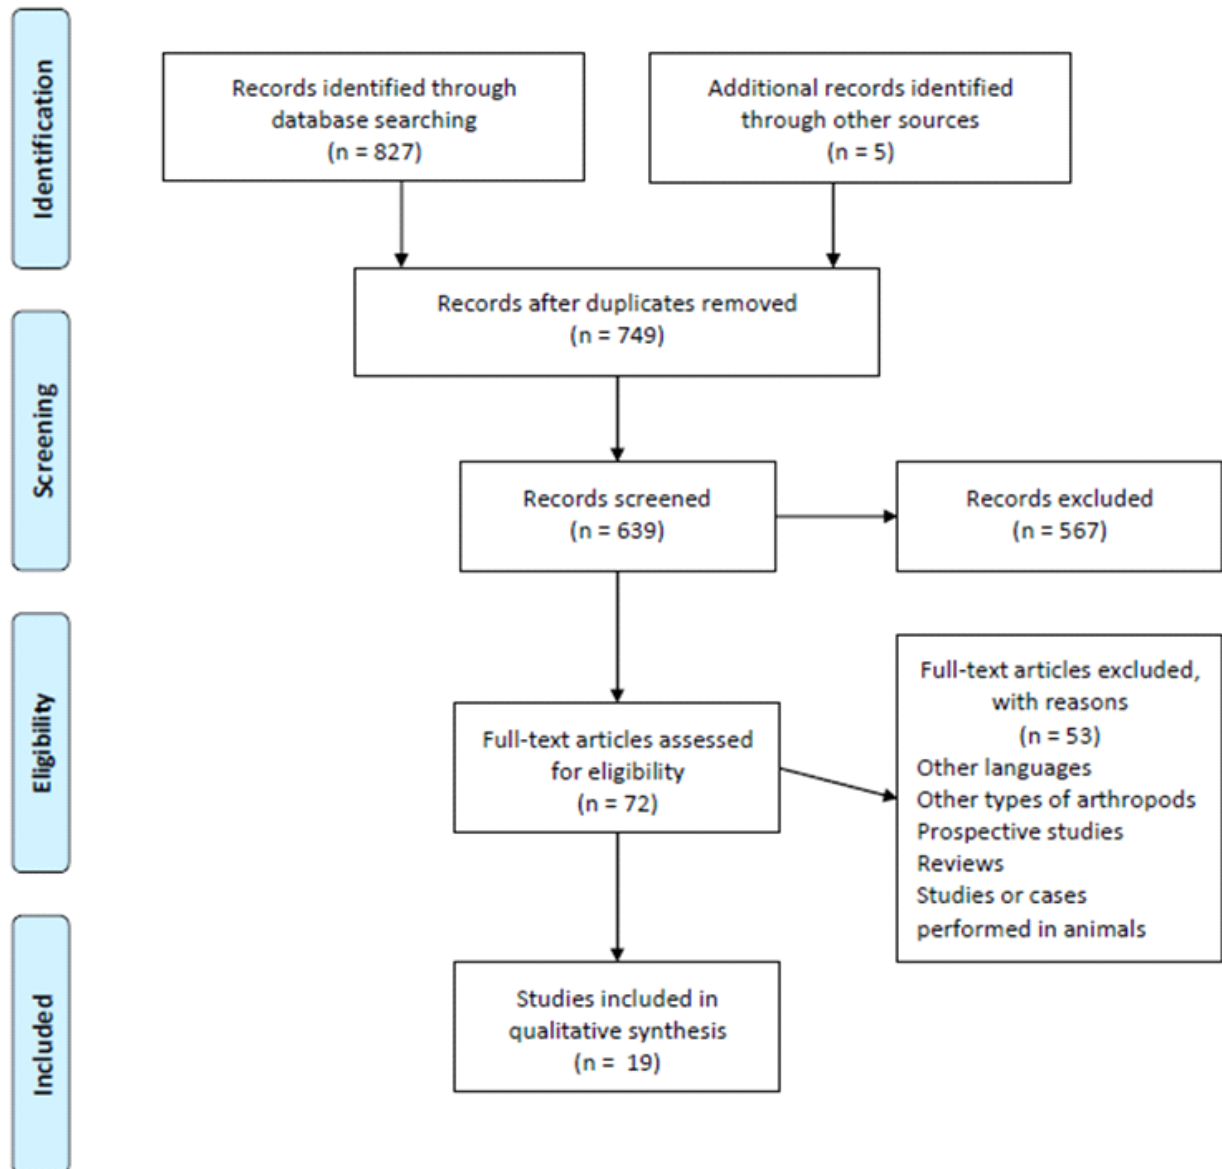 Identification
Records identified through
database searching
(n = 827)
Additional records identified
through other sources
(n = 5)
Records after duplicates removed
(n = 749)
Screening
Records screened
(n = 639)
Records excluded
(n = 567)
Eligibility
Full-text articles assessed
for eligibility
(n = 72)
Full-text articles excluded,
with reasons
(n = 53)
Other languages
Other types of arthropods
Prospective studies
Reviews
Studies or cases
performed in animals
Included
Studies included in
qualitative synthesis
(n = 19)